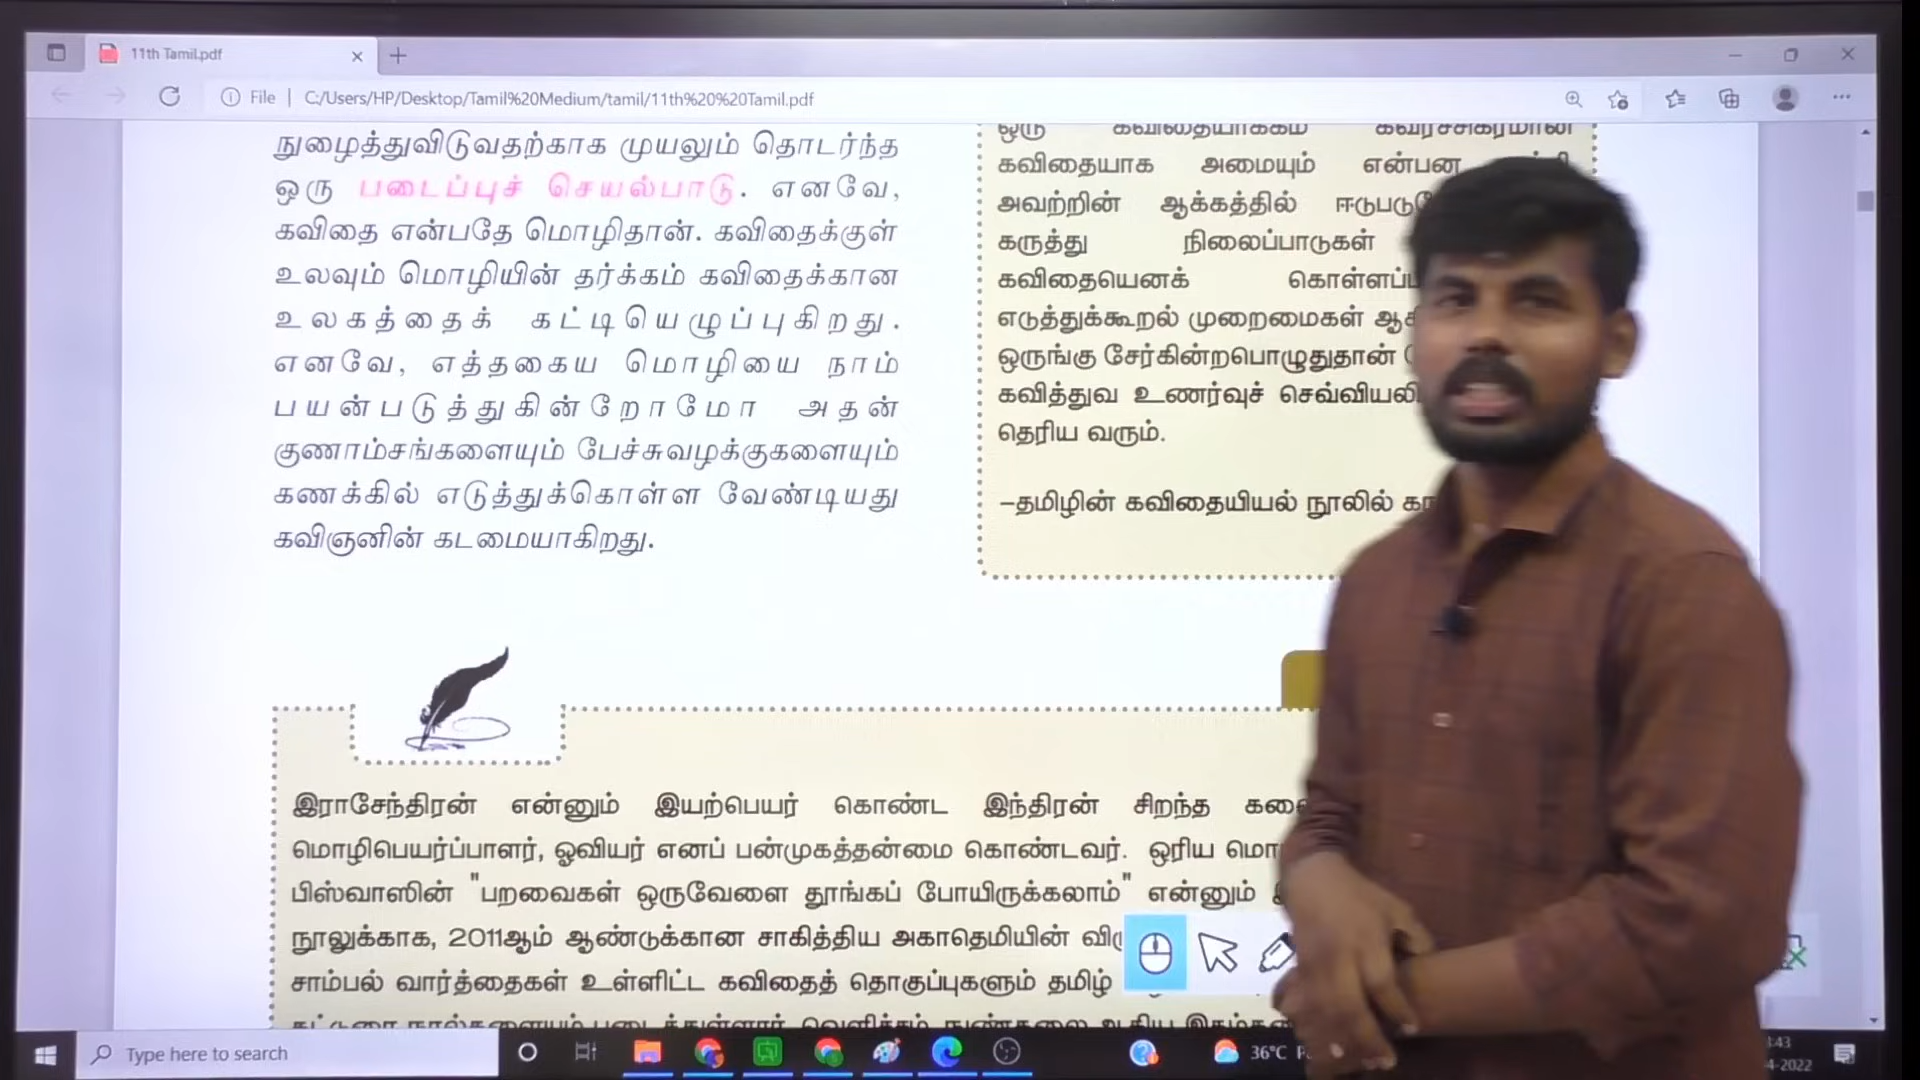 11th Tamil.pdf
File | C:/Users/HP/Desktop/Tamil%20Medium/tamil/11th%20%20Tamil.pdf
நுழைத்துவிடுவதற்காக முயலும் தொடர்ந்த
ஒரு படைப்புச் செயல்பாடு. எனவே,
கவிதை என்பதே மொழிதான். கவிதைக்குள்
உலவும் மொழியின் தர்க்கம் கவிதைக்கான
உலகத்தைக் கட்டியெழுப்புகிறது.
எனவே, எத்தகைய மொழியை நாம்
பயன்படுத்துகின்றோமோ அதன்
குணாம்சங்களையும் பேச்சுவழக்குகளையும்
கணக்கில் எடுத்துக்கொள்ள வேண்டியது
கவிஞனின் கடமையாகிறது.
ஒரு கவிதையாக்கம் கவர்ச்சிகரமான
கவிதையாக அமையும் என்பன
அவற்றின் ஆக்கத்தில்
கருத்து நிலைப்பாடுகள்
கவிதையெனக்
எடுத்துக்கூறல் முறைமைகள்
ஒருங்கு சேர்கின்றபொழுதுதான்
கவித்துவ உணர்வுச்
தெரிய வரும்.
–தமிழின் கவிதையியல் நூலில்
இராசேந்திரன் என்னும் இயற்பெயர் கொண்ட இந்திரன் சிறந்த
மொழிபெயர்ப்பாளர், ஓவியர் எனப் பன்முகத்தன்மை கொண்டவர். ஒரிய
பிஸ்வாஸின் "பறவைகள் ஒருவேளை தூங்கப் போயிருக்கலாம்" என்னும்
நூலுக்காக, 2011ஆம் ஆண்டுக்கான சாகித்திய அகாதெமியின்
சாம்பல் வார்த்தைகள் உள்ளிட்ட கவிதைத் தொகுப்புகளும் தமிழ்
Type here to search
36°C